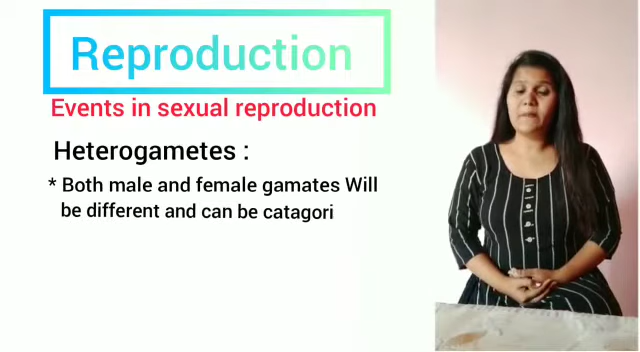 Reproduction
Events in sexual reproduction
Heterogametes :
* Both male and female gamates Will
be different and can be catagori